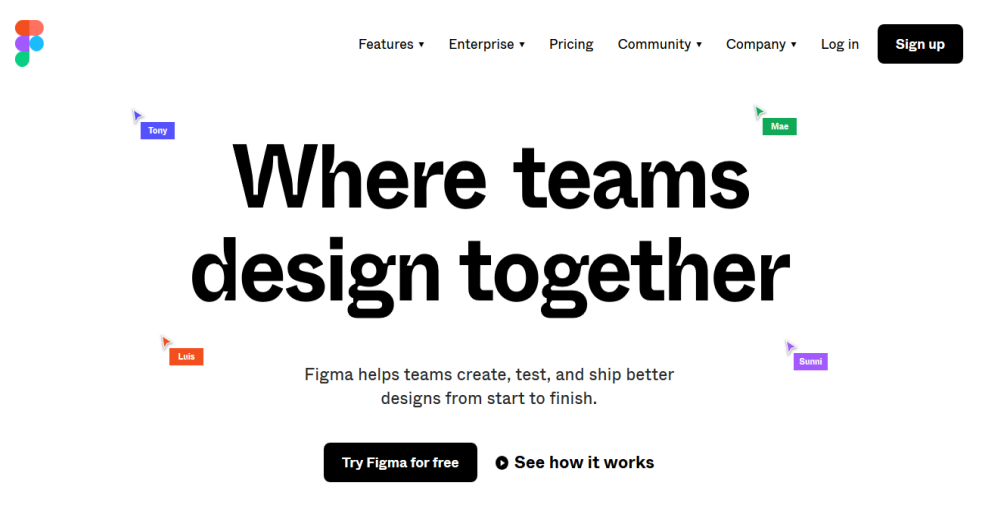 Features ▾ Enterprise ▾ Pricing Community ▾ Company ▾ Log in Sign up
Tony
Mae
Where teams
design together
Luis
Sunni
Figma helps teams create, test, and ship better
designs from start to finish.
Try Figma for free See how it works